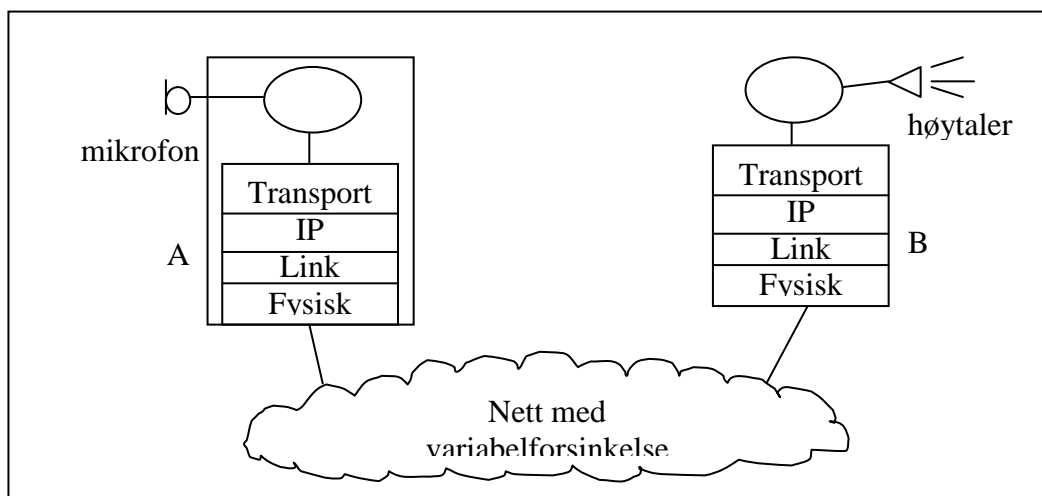 mikrofon
A
Transport
IP
Link
Fysisk
høytaler
Transport
IP
Link
Fysisk
B
Nett med
variabelforsinkelse